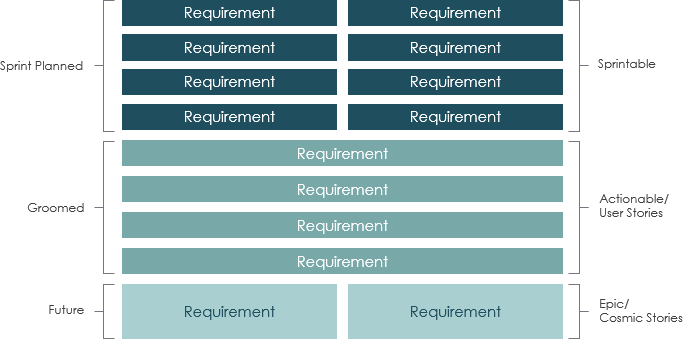 Requirement Requirement
Requirement Requirement
Sprint Planned
Sprintable
Requirement Requirement
Requirement Requirement
Requirement
Requirement
Groomed
Actionable/
User Stories
Requirement
Requirement
Future
Requirement Requirement
Epic/
Cosmic Stories